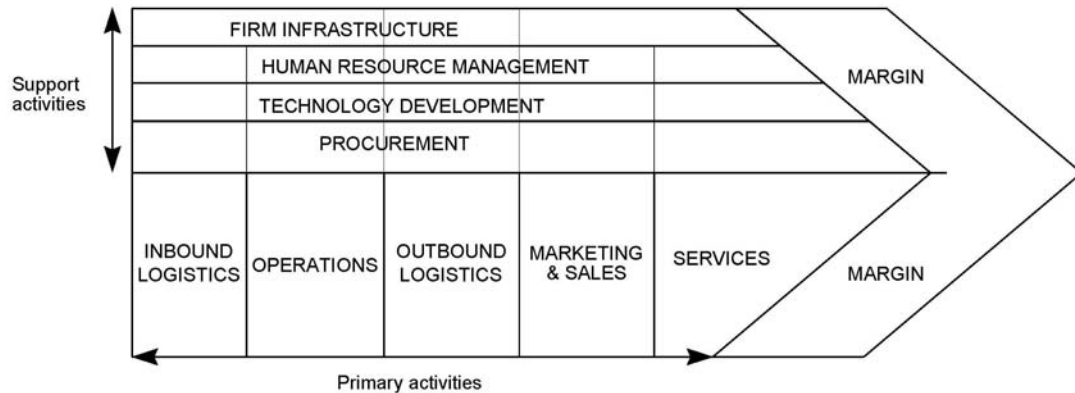 FIRM INFRASTRUCTURE
HUMAN RESOURCE MANAGEMENT
MARGIN
Support
activities
TECHNOLOGY DEVELOPMENT
PROCUREMENT
INBOUND
LOGISTICS
OPERATIONS
OUTBOUND
LOGISTICS
MARKETING
& SALES
SERVICES
MARGIN
Primary activities